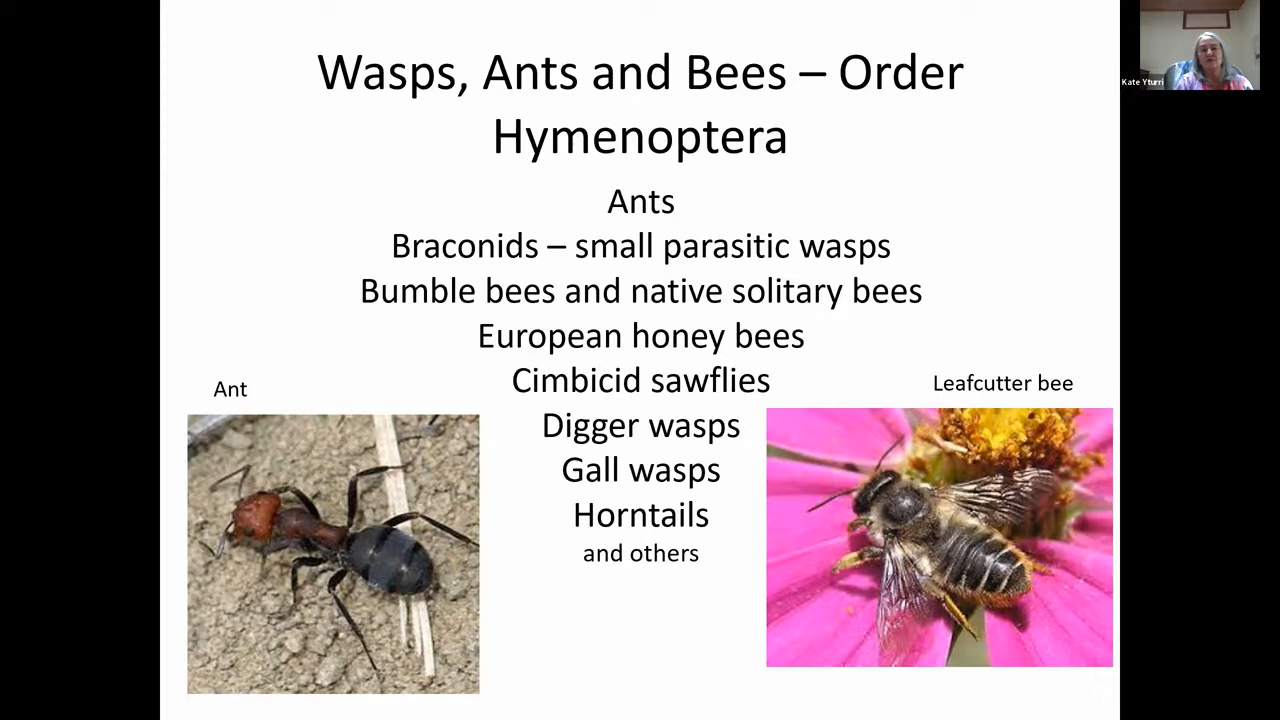 Wasps, Ants and Bees – Order
Hymenoptera
Ants
Braconids – small parasitic wasps
Bumble bees and native solitary bees
European honey bees
Cimbicid sawflies
Digger wasps
Gall wasps
Horntails
and others
Ant
Leafcutter bee
Kate Yturri